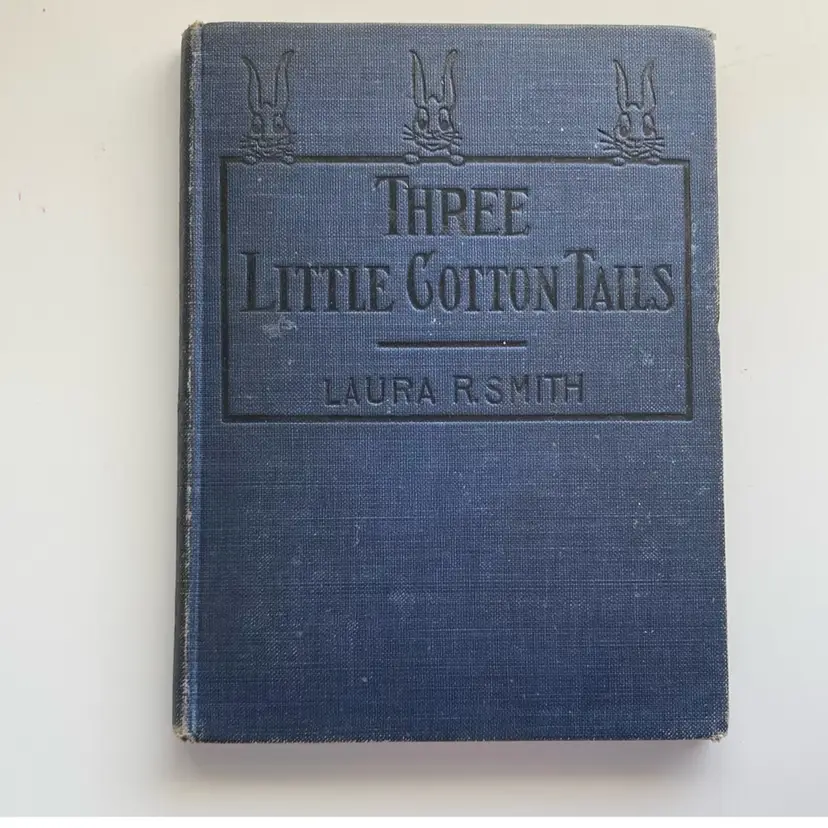 THREE
LITTLE COTTON TAILS
LAURA R. SMITH